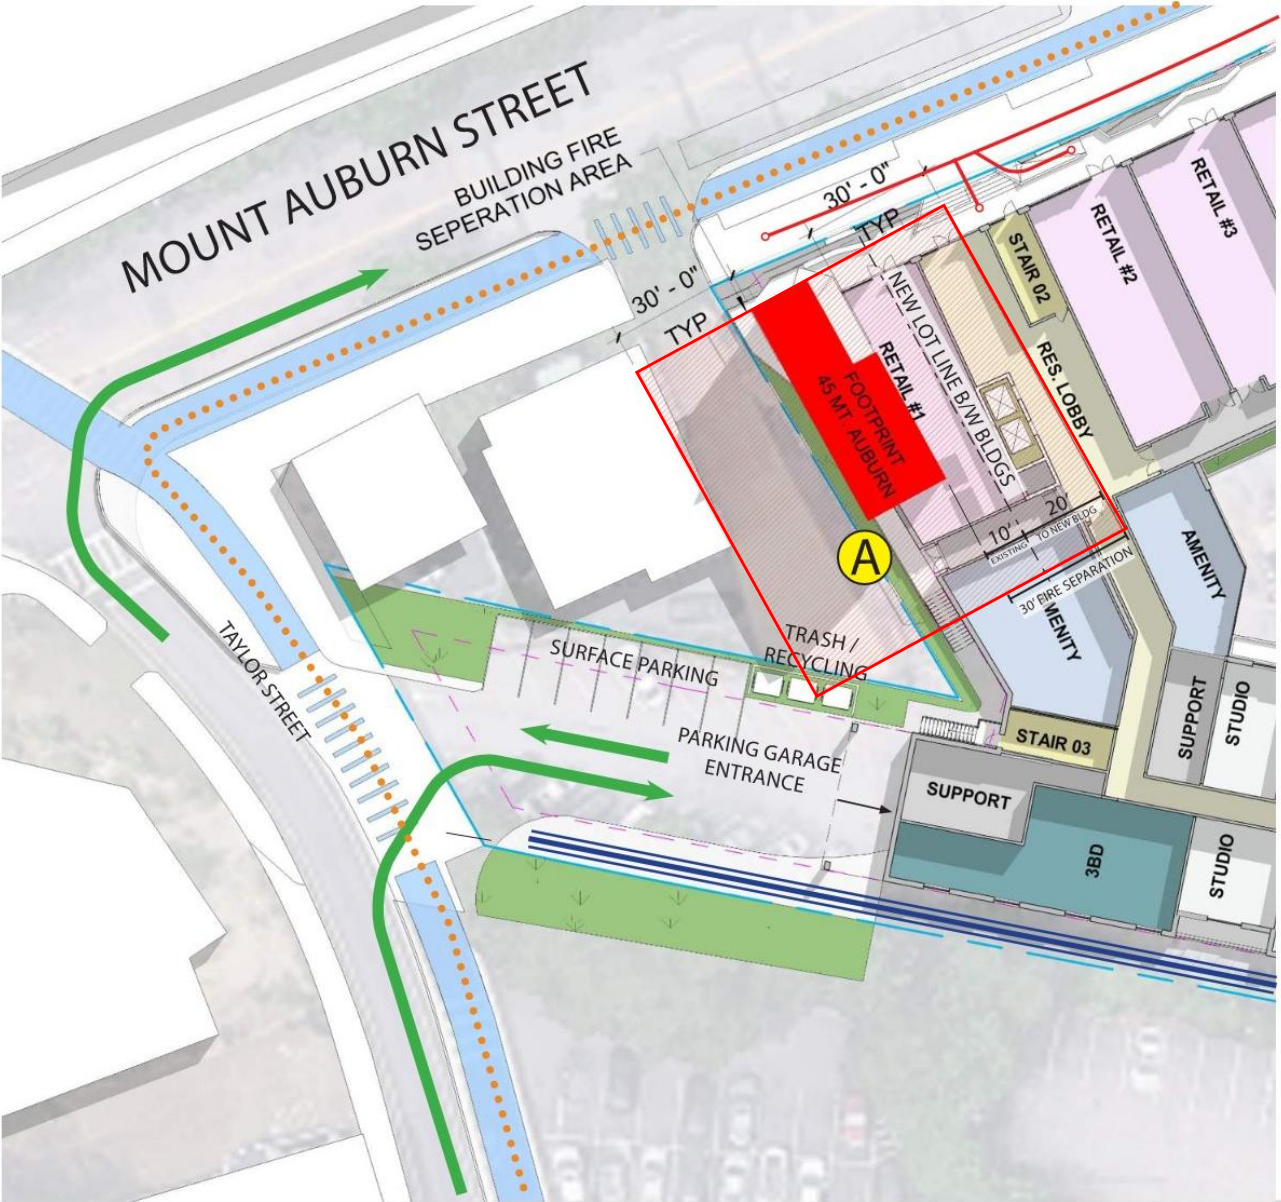 MOUNT AUBURN STREET
BUILDING FIRE
SEPERATION AREA
30' - 0"
TYP
30' - 0"
TYP
RETAIL #3
RETAIL #2
STAIR 02
RES. LOBBY
NEW LOT LINE B/W BLDGS
RETAIL #1
FOOTPRINT
45 MT. AUBURN
10'
20'
EXISTING
TO NEW BLDG
30' FIRE SEPARATION
A
AMENITY
MENITY
TAYLOR STREET
SURFACE PARKING
TRASH /
RECYCLING
PARKING GARAGE
ENTRANCE
STAIR 03
SUPPORT
STUDIO
SUPPORT
3BD
STUDIO